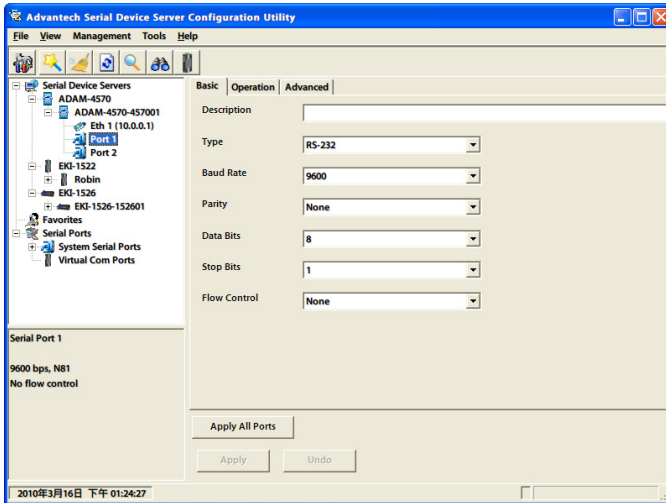 Advantech Serial Device Server Configuration Utility
File View Management Tools Help
Serial Device Servers
ADAM-4570
ADAM-4570-457001
Eth 1 (10.0.0.1)
Port 1
Port 2
EKI-1522
Robin
EKI-1526
EKI-1526-152601
Favorites
Serial Ports
System Serial Ports
Virtual Com Ports
Serial Port 1
9600 bps, N81
No flow control
Basic Operation Advanced
Description
Type RS-232
Baud Rate 9600
Parity None
Data Bits 8
Stop Bits 1
Flow Control None
Apply All Ports
Apply Undo
2010年3月16日 下午 01:24:27